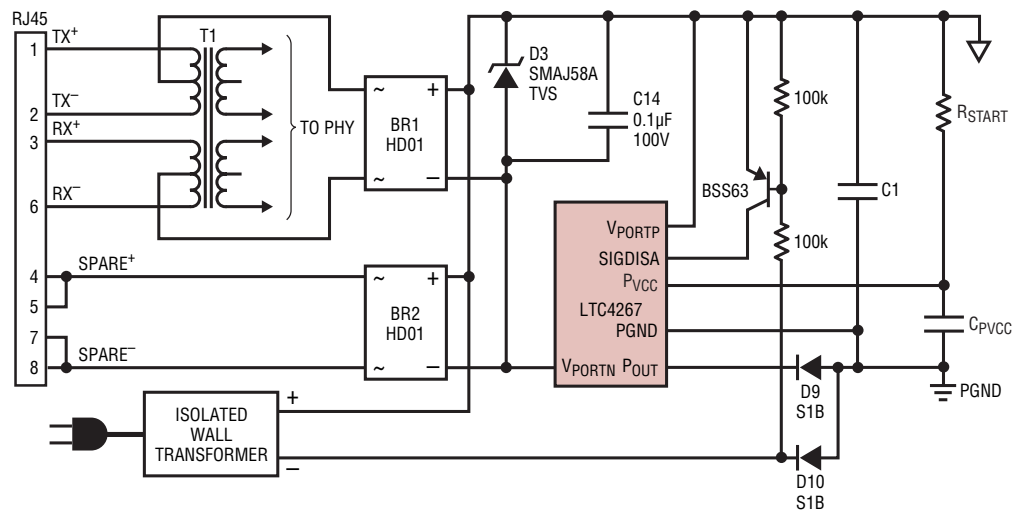 RJ45
1
TX+
T1
2
TX–
3
RX+
6
RX–
TO PHY
4
SPARE+
5
7
8
SPARE–
~
+
BR1
HD01
~
–
~
+
BR2
HD01
~
–
D3
SMAJ58A
TVS
C14
0.1µF
100V
100k
RSTART
BSS63
C1
100k
VPORTP
SIGDISA
PVCC
LTC4267
PGND
VPORTN
POUT
CPVCC
D9
S1B
PGND
ISOLATED
WALL
TRANSFORMER
+
–
D10
S1B